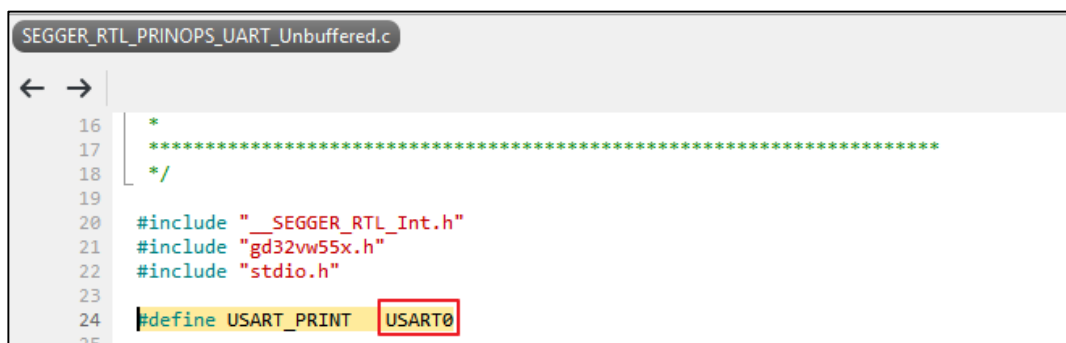 SEGGER_RTL_PRINOPS_UART_Unbuffered.c
← →
16 *
17 **********************************************************************
18 */
19
20 #include "__SEGGER_RTL_Int.h"
21 #include "gd32vw55x.h"
22 #include "stdio.h"
23
24 #define USART_PRINT USART0
25